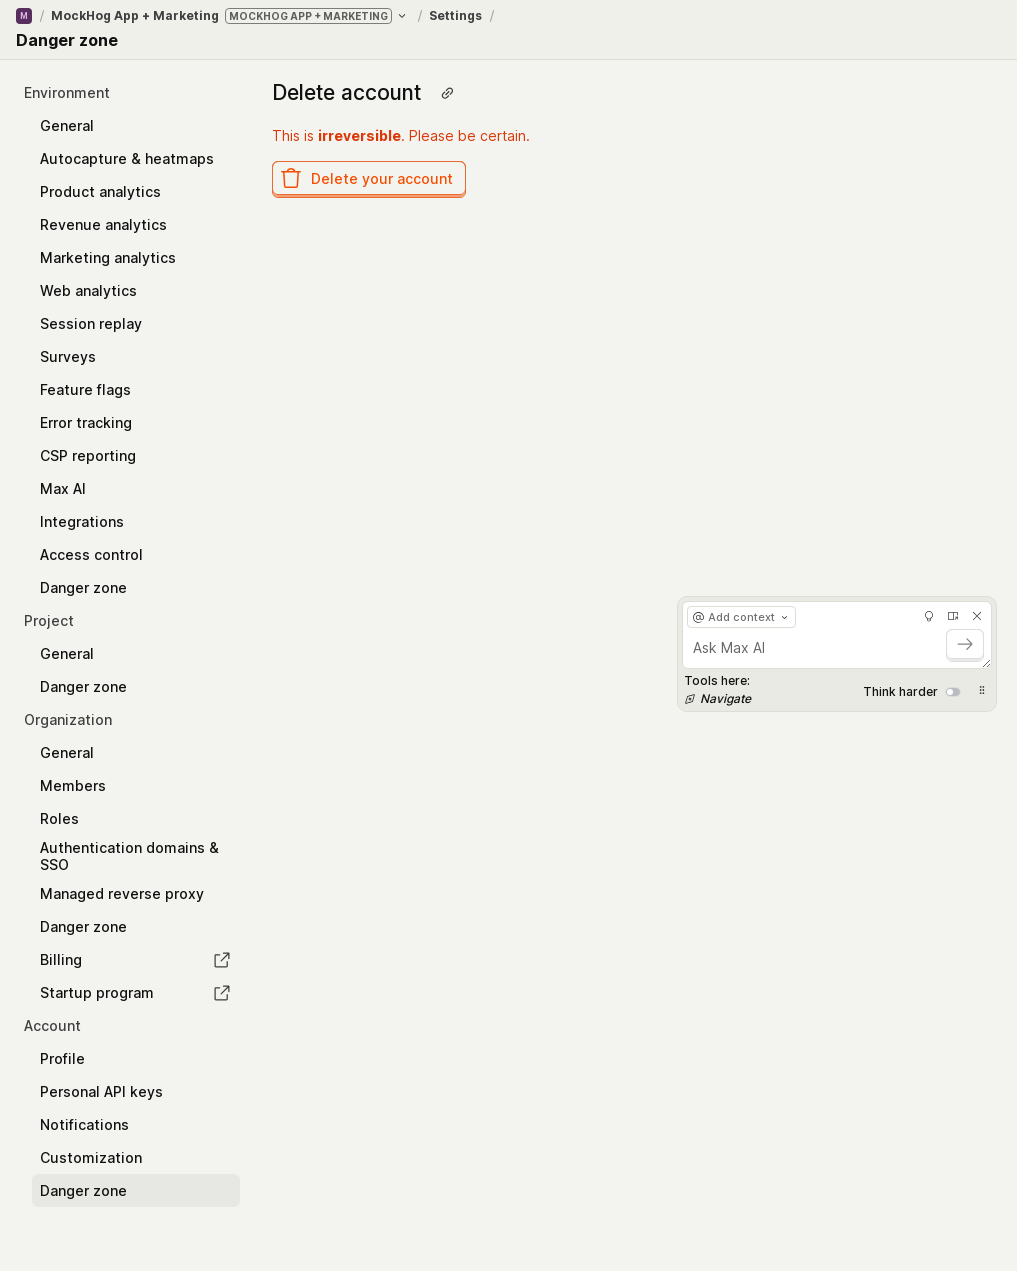 M / MockHog App + Marketing MOCKHOG APP + MARKETING / Settings /
Danger zone
Environment
General
Autocapture & heatmaps
Product analytics
Revenue analytics
Marketing analytics
Web analytics
Session replay
Surveys
Feature flags
Error tracking
CSP reporting
Max AI
Integrations
Access control
Danger zone
Project
General
Danger zone
Organization
General
Members
Roles
Authentication domains &
SSO
Managed reverse proxy
Danger zone
Billing
Startup program
Account
Profile
Personal API keys
Notifications
Customization
Danger zone
Delete account
This is irreversible. Please be certain.
Delete your account
@ Add context
Ask Max AI
Tools here:
Navigate
Think harder